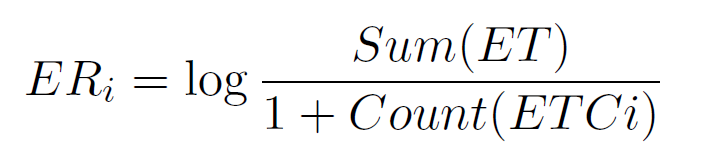 ER_i = log Sum(ET) / 1 + Count(ETCi)